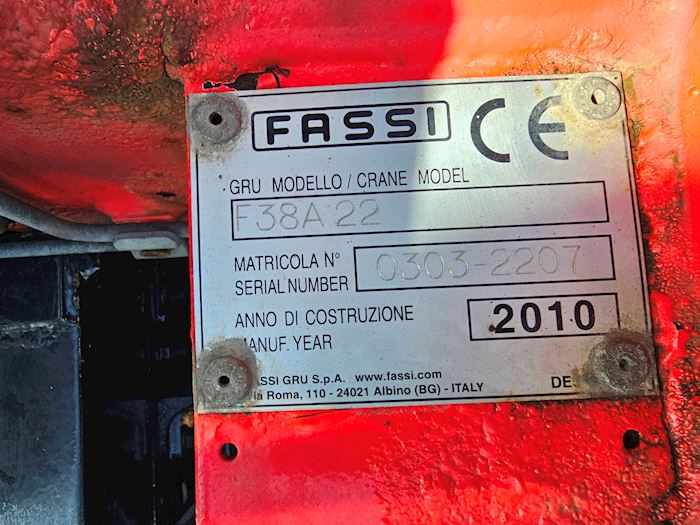 FASSI CE
GRU MODELLO / CRANE MODEL
F38A.22
MATRICOLA N° 0303-2207
SERIAL NUMBER
ANNO DI COSTRUZIONE 2010
MANUF. YEAR
GRU S.p.A. www.fassi.com
Roma, 110 - 24021 Albino (BG) - ITALY